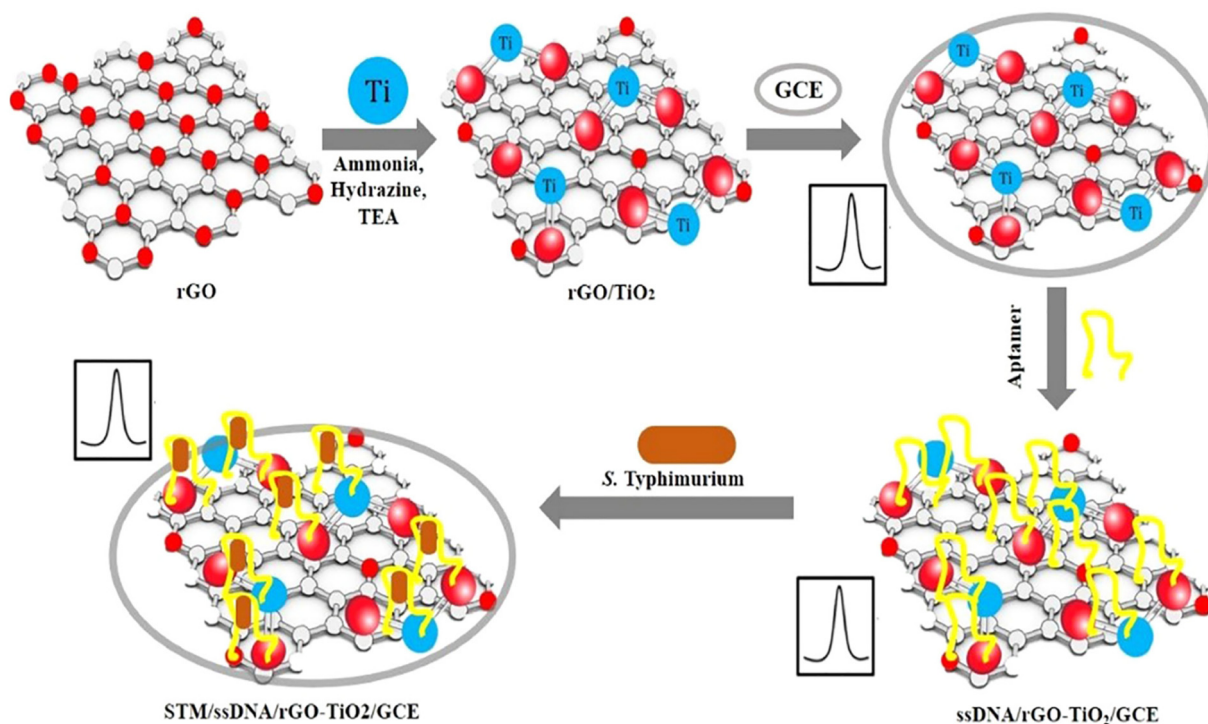 Ti
Ammonia,
Hydrazine,
TEA
rGO
Ti
Ti
Ti
Ti
rGO/TiO₂
GCE
Ti
Ti
Ti
Ti
Aptamer
S. Typhimurium
STM/ssDNA/rGO-TiO2/GCE
ssDNA/rGO-TiO₂/GCE